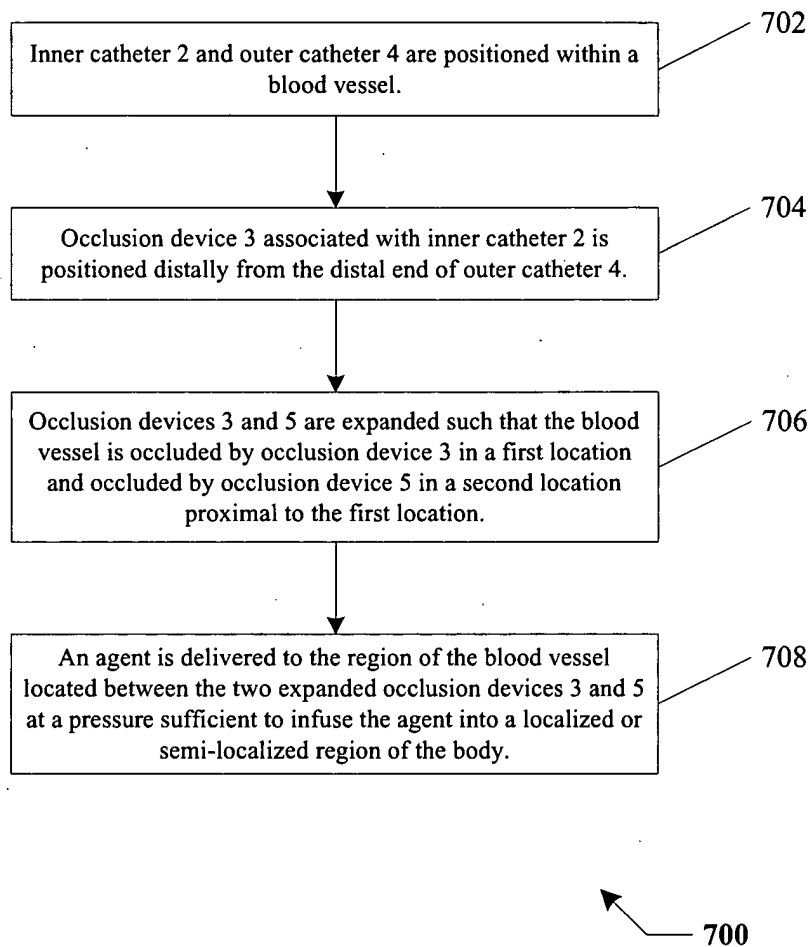 702
Inner catheter 2 and outer catheter 4 are positioned within a
blood vessel.
704
Occlusion device 3 associated with inner catheter 2 is
positioned distally from the distal end of outer catheter 4.
706
Occlusion devices 3 and 5 are expanded such that the blood
vessel is occluded by occlusion device 3 in a first location
and occluded by occlusion device 5 in a second location
proximal to the first location.
708
An agent is delivered to the region of the blood vessel
located between the two expanded occlusion devices 3 and 5
at a pressure sufficient to infuse the agent into a localized or
semi-localized region of the body.
700